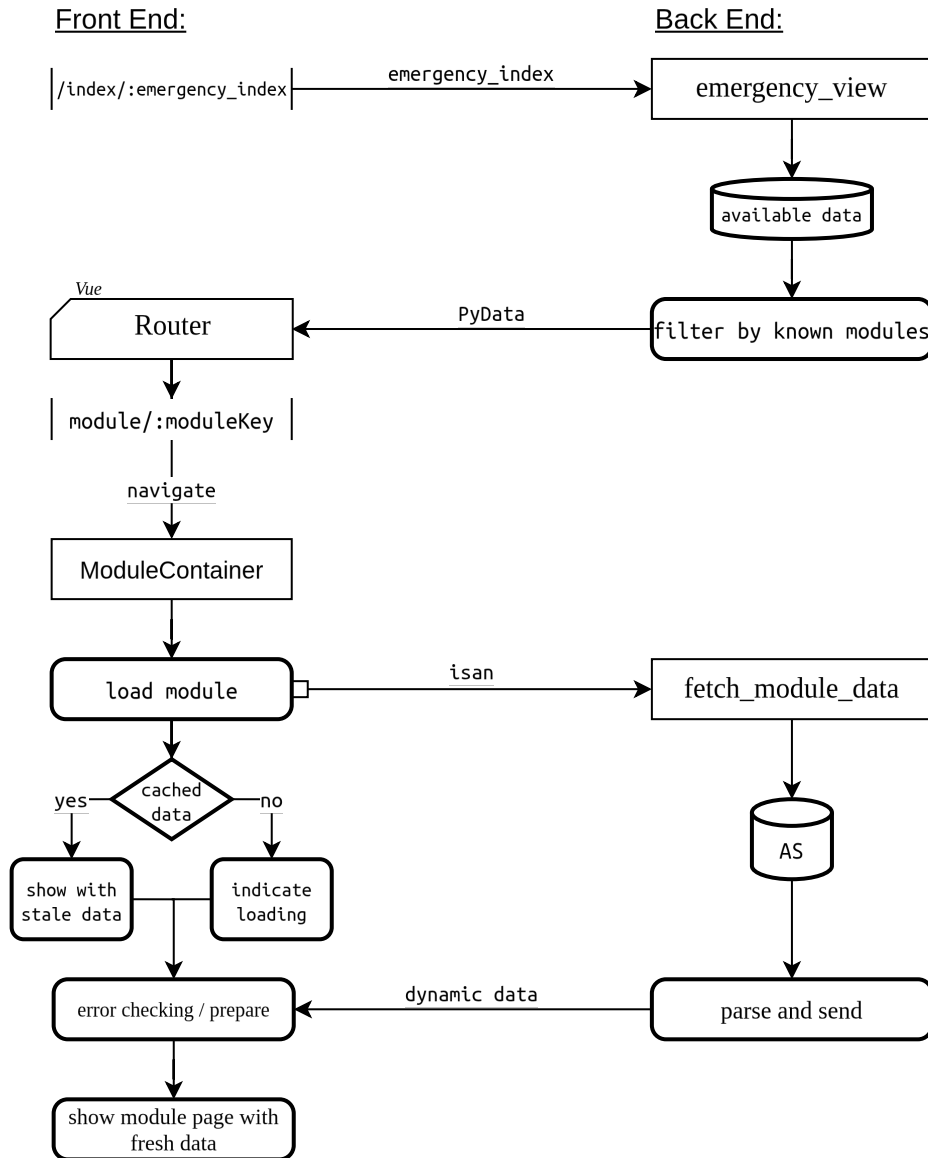 Front End:
Back End:
/index/:emergency_index
emergency_index
emergency_view
available data
Vue
Router
PyData
filter by known modules
module/:moduleKey
navigate
ModuleContainer
load module
isan
fetch_module_data
cached
data
yes
no
AS
show with
stale data
indicate
loading
error checking / prepare
dynamic data
parse and send
show module page with
fresh data